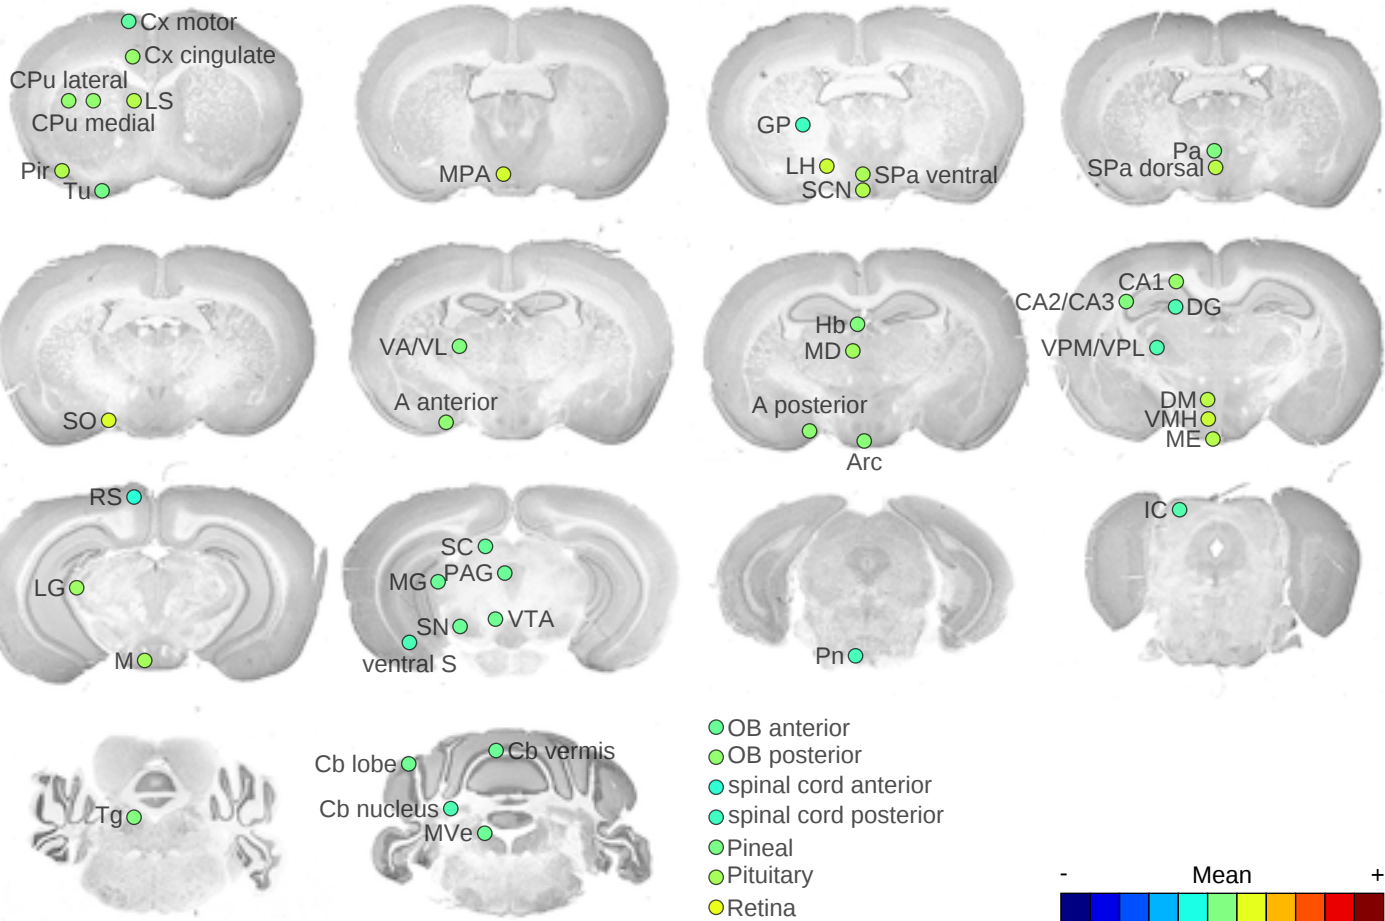 Cx motor
Cx cingulate
CPu lateral
LS
CPu medial
Pir
Tu
MPA
GP
LH
SPa ventral
SCN
Pa
SPa dorsal
SO
VA/VL
A anterior
Hb
MD
A posterior
Arc
CA1
CA2/CA3
DG
VPM/VPL
DM
VMH
ME
RS
LG
M
SC
PAG
MG
VTA
SN
ventral S
Pn
IC
Tg
Cb vermis
Cb lobe
Cb nucleus
MVe
OB anterior
OB posterior
spinal cord anterior
spinal cord posterior
Pineal
Pituitary
Retina
- Mean +